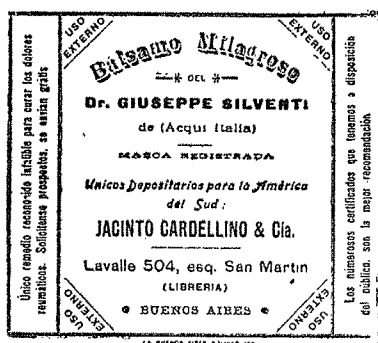 USO
EXTERNO
USO
EXTERNO
Único remedio reconocido infalible para curar los dolores
reumáticos. Solicítense prospectos, se envían grátis
Bálsamo Milagroso
DEL
Dr. GIUSEPPE SILVENTI
de (Acqui Italia)
MARCA REGISTRADA
Unicos Depositarios para la América
del Sud:
JACINTO CARDELLINO & Cía.
Lavalle 504, esq. San Martin
(LIBRERIA)
BUENOS AIRES
USO
EXTERNO
USO
EXTERNO
Los numerosos certificados que tenemos a disposición
del público, son la mejor recomendación.